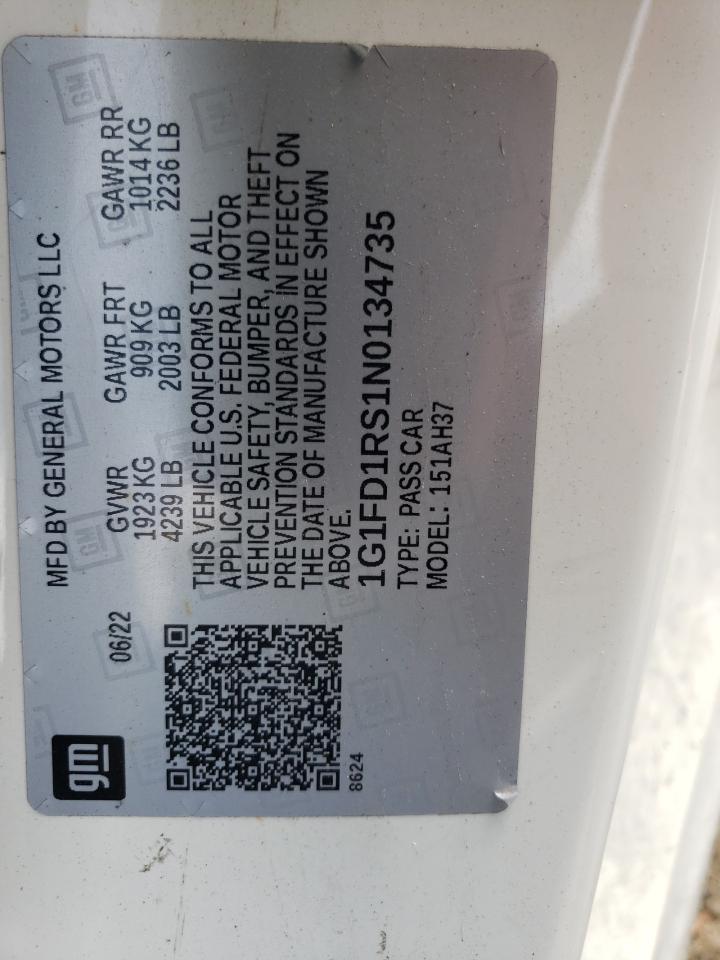 gm
06/22
MFD BY GENERAL MOTORS LLC
GVWR GAWR FRT GAWR RR
1923 KG 909 KG 1014 KG
4239 LB 2003 LB 2236 LB
THIS VEHICLE CONFORMS TO ALL
APPLICABLE U.S. FEDERAL MOTOR
VEHICLE SAFETY, BUMPER, AND THEFT
PREVENTION STANDARDS IN EFFECT ON
THE DATE OF MANUFACTURE SHOWN
ABOVE.
1G1FD1RS1N0134735
TYPE: PASS CAR
MODEL: 151AH37
8624